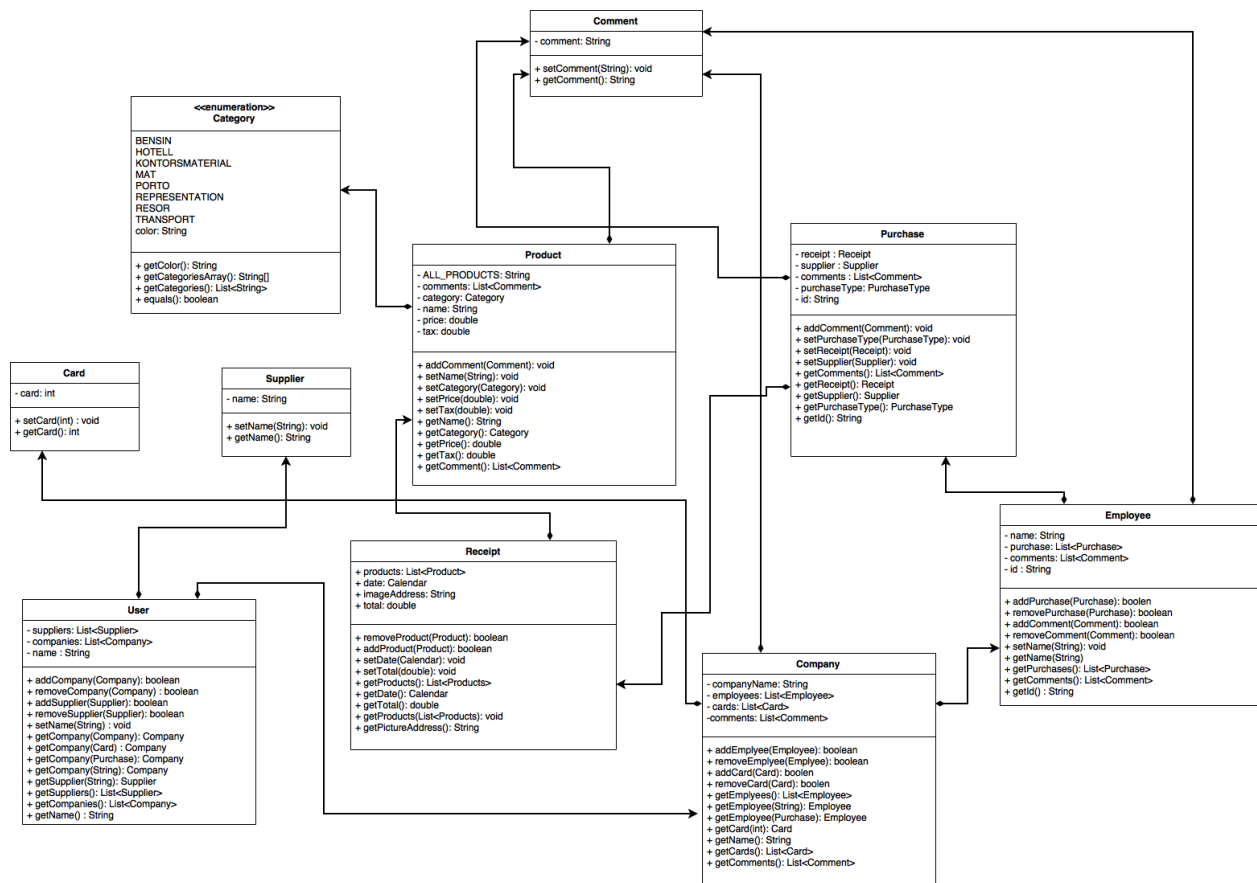 Comment
- comment: String
+ setComment(String): void
+ getComment(): String
<<enumeration>>
Category
BENSIN
HOTELL
KONTORSMATERIAL
MAT
PORTO
REPRESENTATION
RESOR
TRANSPORT
color: String
+ getColor(): String
+ getCategoriesArray(): String[]
+ getCategories(): List<String>
+ equals(): boolean
Product
- ALL_PRODUCTS: String
- comments: List<Comment>
- category: Category
- name: String
- price: double
- tax: double
+ addComment(Comment): void
+ setName(String): void
+ setCategory(Category): void
+ setPrice(double): void
+ setTax(double): void
+ getName(): String
+ getCategory(): Category
+ getPrice(): double
+ getTax(): double
+ getComment(): List<Comment>
Purchase
- receipt : Receipt
- supplier : Supplier
- comments : List<Comment>
- purchaseType: PurchaseType
- id: String
+ addComment(Comment): void
+ setPurchaseType(PurchaseType): void
+ setReceipt(Receipt): void
+ setSupplier(Supplier): void
+ getComments(): List<Comment>
+ getReceipt(): Receipt
+ getSupplier(): Supplier
+ getPurchaseType(): PurchaseType
+ getId(): String
Card
- card: int
+ setCard(int) : void
+ getCard(): int
Supplier
- name: String
+ setName(String): void
+ getName(): String
Employee
- name: String
- purchase: List<Purchase>
- comments: List<Comment>
- id : String
+ addPurchase(Purchase): boolen
+ removePurchase(Purchase): boolean
+ addComment(Comment): boolean
+ removeComment(Comment): boolean
+ setName(String): void
+ getName(String)
+ getPurchases(): List<Purchase>
+ getComments(): List<Comment>
+ getId() : String
Receipt
+ products: List<Product>
+ date: Calendar
+ imageAddress: String
+ total: double
+ removeProduct(Product): boolean
+ addProduct(Product): boolean
+ setDate(Calendar): void
+ setTotal(double): void
+ getProducts(): List<Products>
+ getDate(): Calendar
+ getTotal(): double
+ getProducts(List<Products): void
+ getPictureAddress(): String
User
- suppliers: List<Supplier>
- companies: List<Company>
- name : String
+ addCompany(Company): boolean
+ removeCompany(Company) : boolean
+ addSupplier(Supplier): boolean
+ removeSupplier(Supplier): boolean
+ setName(String) : void
+ getCompany(Company): Company
+ getCompany(Card) : Company
+ getCompany(Purchase): Company
+ getCompany(String): Company
+ getSupplier(String): Supplier
+ getSuppliers(): List<Supplier>
+ getCompanies(): List<Company>
+ getName() : String
Company
- companyName: String
- employees: List<Employee>
- cards: List<Card>
-comments: List<Comment>
+ addEmplyee(Employee): boolean
+ removeEmplyee(Emplyee): boolean
+ addCard(Card): boolen
+ removeCard(Card): boolen
+ getEmplyees(): List<Employee>
+ getEmployee(String): Employee
+ getEmployee(Purchase): Employee
+ getCard(int): Card
+ getName(): String
+ getCards(): List<Card>
+ getComments(): List<Comment>